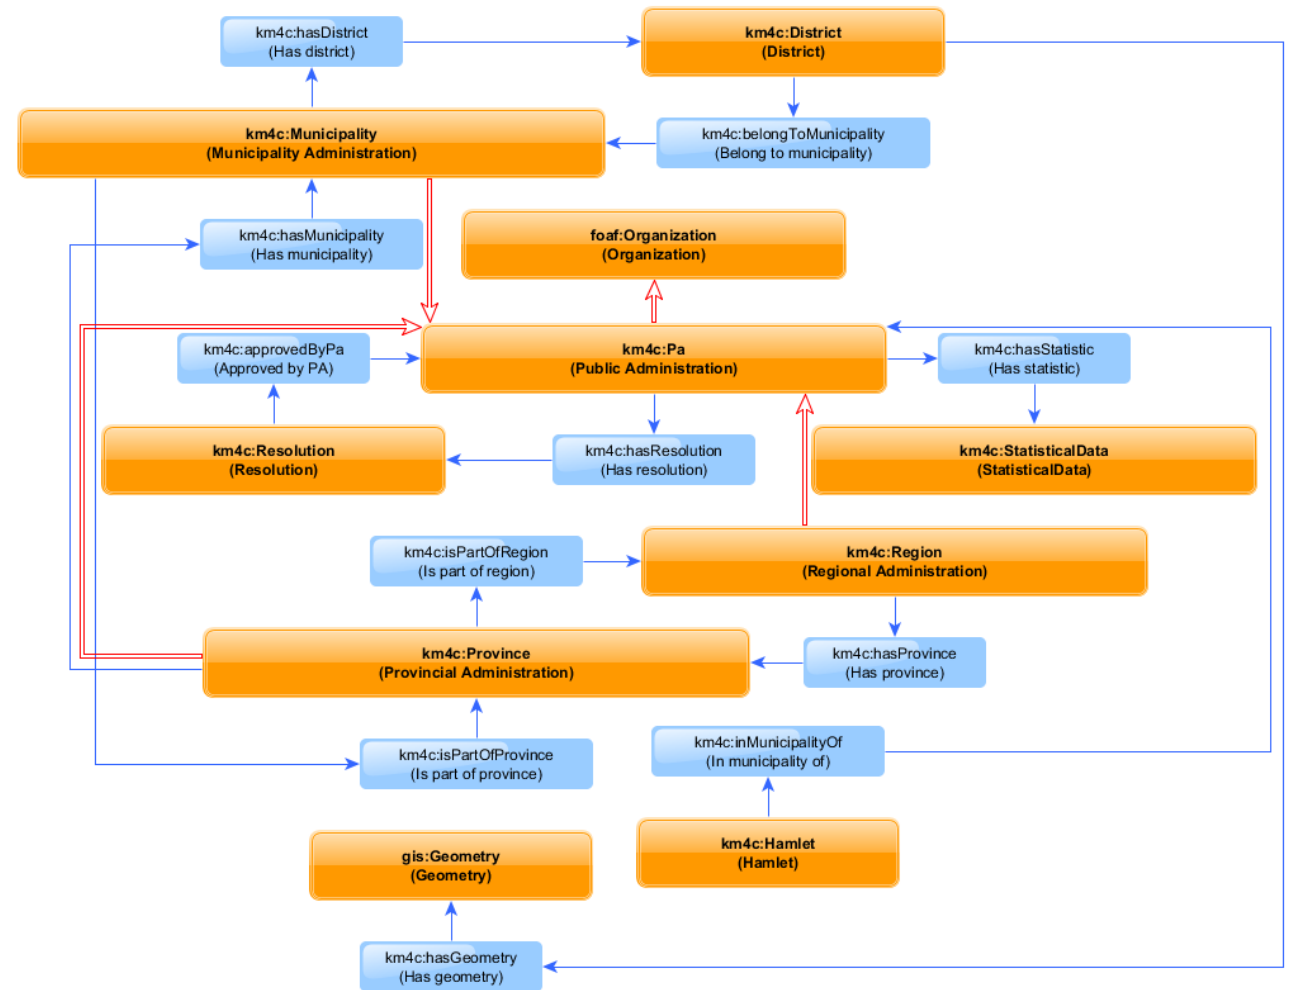 km4c:hasDistrict
(Has district)
km4c:District
(District)
km4c:Municipality
(Municipality Administration)
km4c:belongToMunicipality
(Belong to municipality)
km4c:hasMunicipality
(Has municipality)
foaf:Organization
(Organization)
km4c:approvedByPa
(Approved by PA)
km4c:Pa
(Public Administration)
km4c:hasStatistic
(Has statistic)
km4c:Resolution
(Resolution)
km4c:hasResolution
(Has resolution)
km4c:StatisticalData
(StatisticalData)
km4c:isPartOfRegion
(Is part of region)
km4c:Region
(Regional Administration)
km4c:Province
(Provincial Administration)
km4c:hasProvince
(Has province)
km4c:isPartOfProvince
(Is part of province)
km4c:inMunicipalityOf
(In municipality of)
gis:Geometry
(Geometry)
km4c:Hamlet
(Hamlet)
km4c:hasGeometry
(Has geometry)